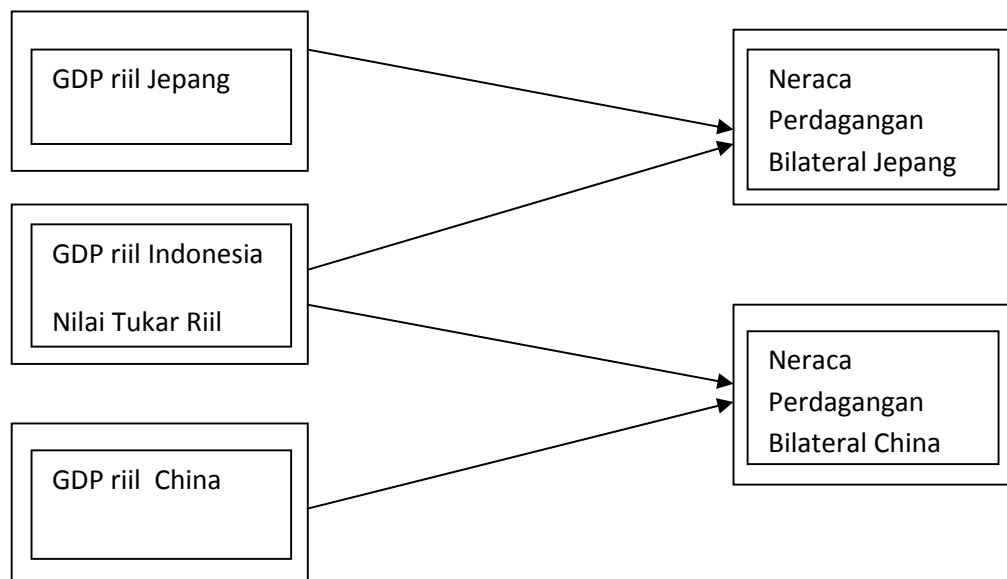 GDP riil Jepang
GDP riil Indonesia
Nilai Tukar Riil
GDP riil  China
Neraca
Perdagangan
Bilateral Jepang
Neraca
Perdagangan
Bilateral China